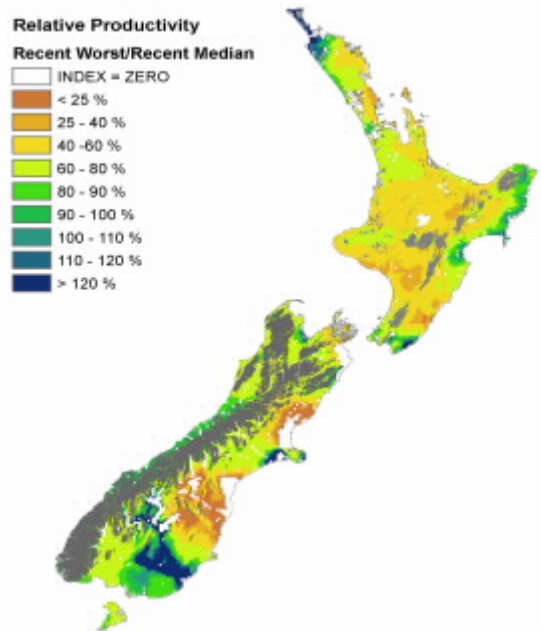 Relative Productivity
Recent Worst/Recent Median
INDEX = ZERO
< 25 %
25 - 40 %
40 -60 %
60 - 80 %
80 - 90 %
90 - 100 %
100 - 110 %
110 - 120 %
> 120 %